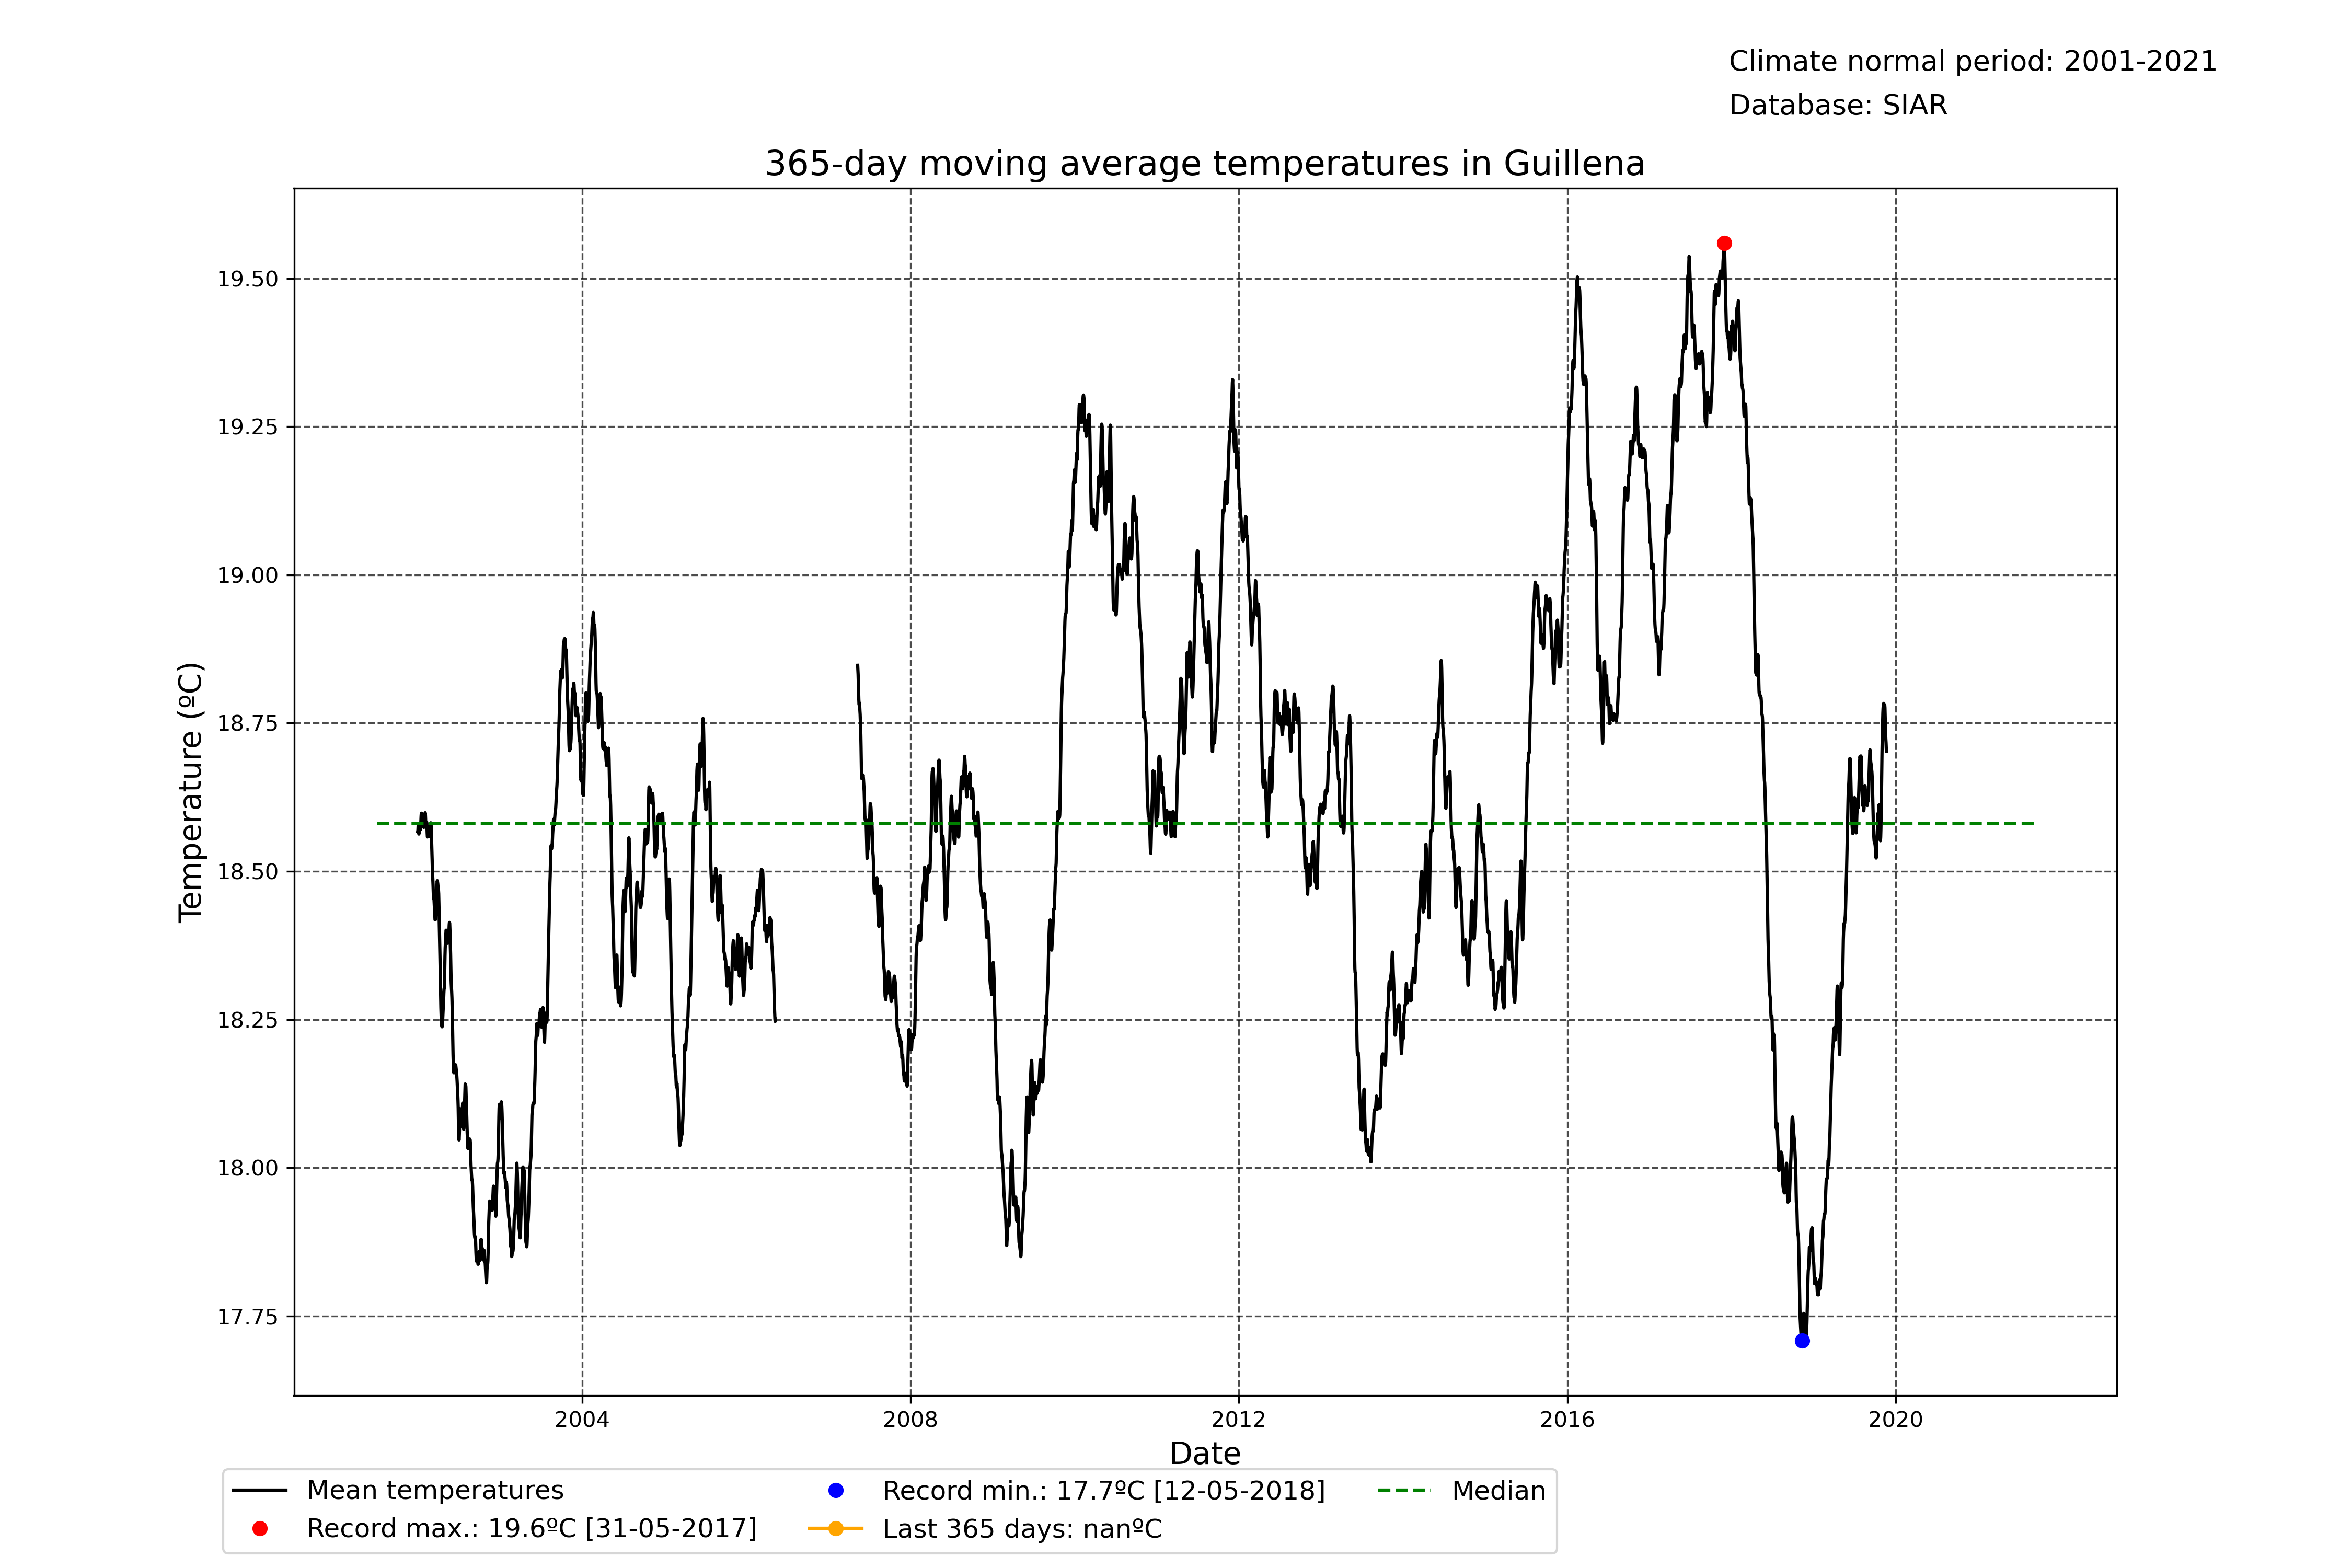 Climate normal period: 2001-2021
Database: SIAR
365-day moving average temperatures in Guillena
Temperature (ºC)
19.50
19.25
19.00
18.75
18.50
18.25
18.00
17.75
2004
2008
2012
2016
2020
Date
Mean temperatures
Record max.: 19.6ºC [31-05-2017]
Record min.: 17.7ºC [12-05-2018]
Last 365 days: nanºC
Median